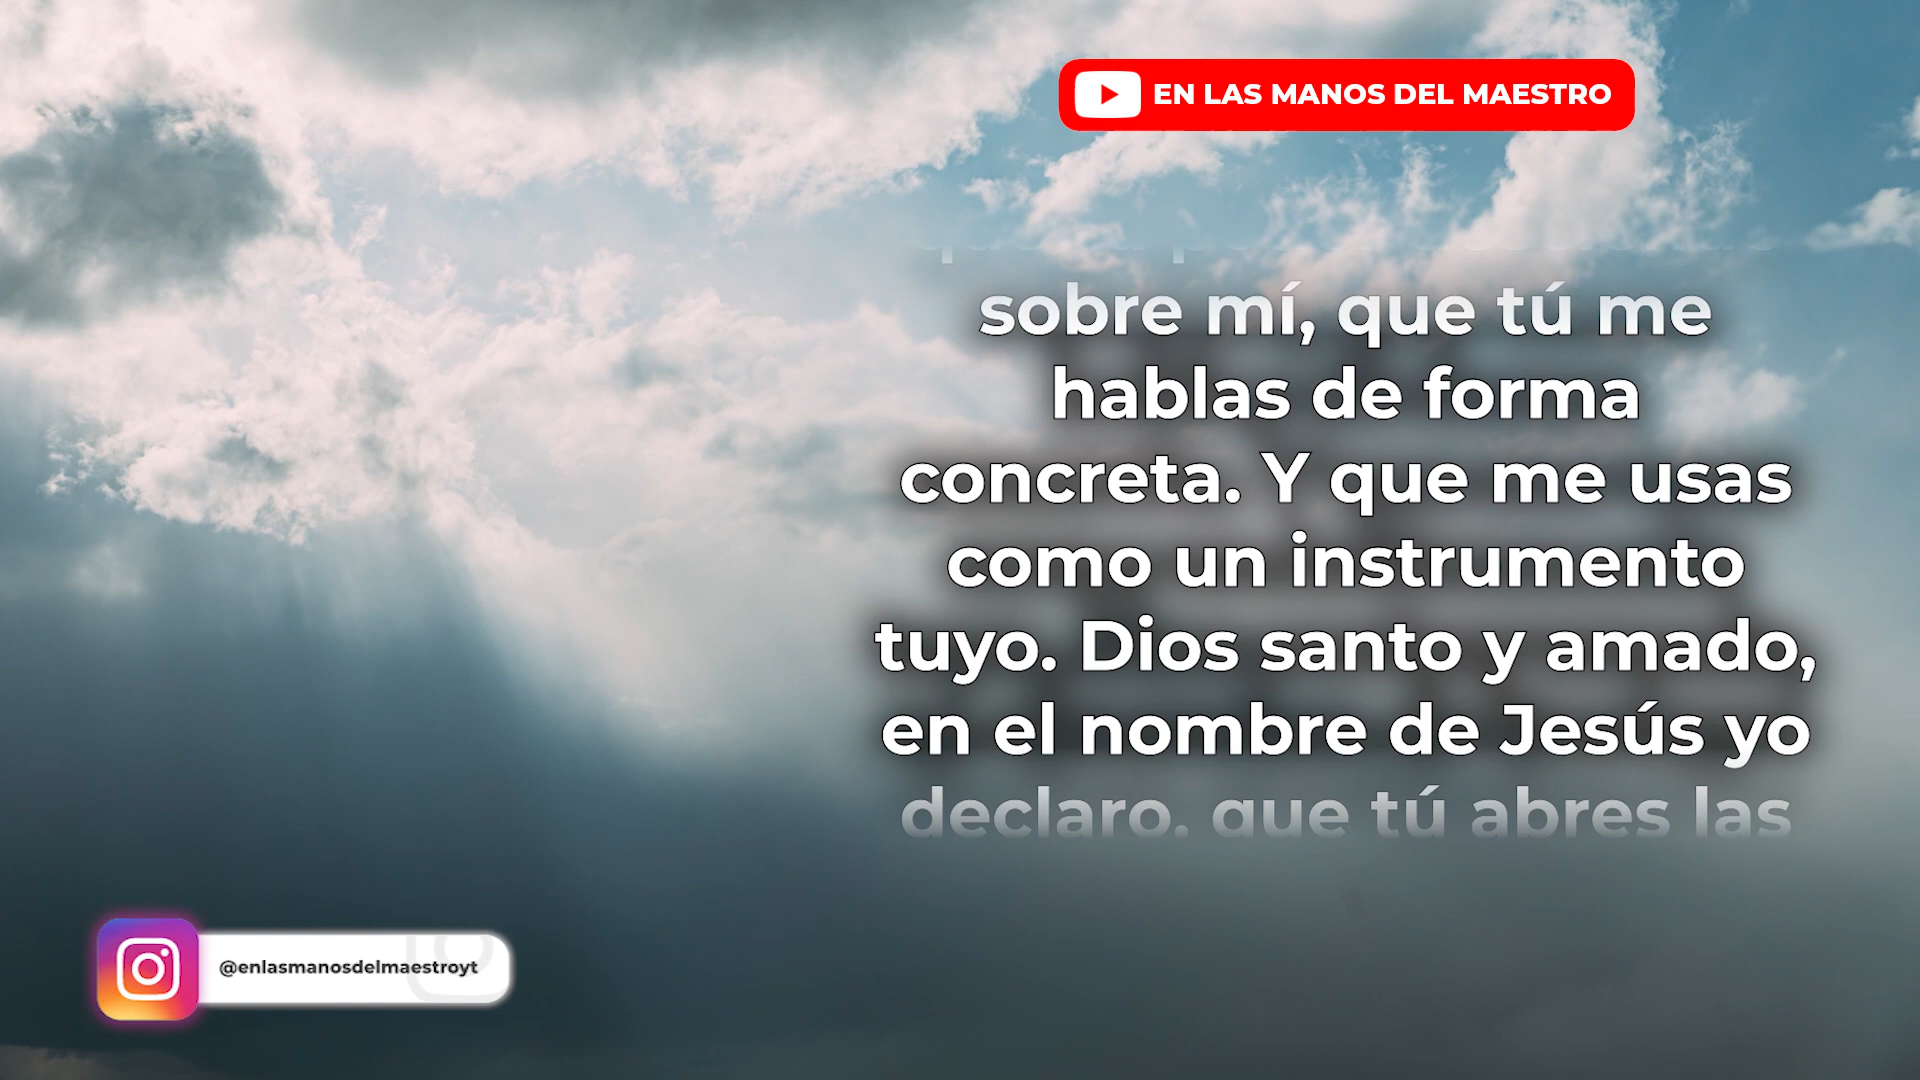 EN LAS MANOS DEL MAESTRO
sobre mí, que tú me
hablas de forma
concreta. Y que me usas
como un instrumento
tuyo. Dios santo y amado,
en el nombre de Jesús yo
declaro, que tú abres las
@enlasmanosdelmaestroyt